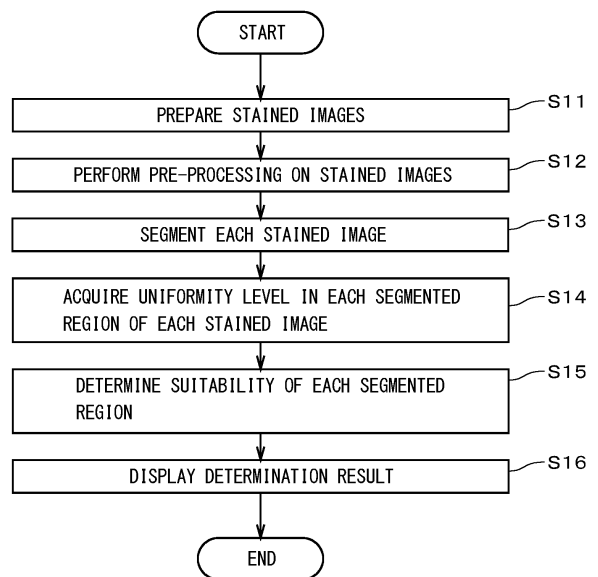 START
PREPARE STAINED IMAGES
S11
PERFORM PRE-PROCESSING ON STAINED IMAGES
S12
SEGMENT EACH STAINED IMAGE
S13
ACQUIRE UNIFORMITY LEVEL IN EACH SEGMENTED
REGION OF EACH STAINED IMAGE
S14
DETERMINE SUITABILITY OF EACH SEGMENTED
REGION
S15
DISPLAY DETERMINATION RESULT
S16
END